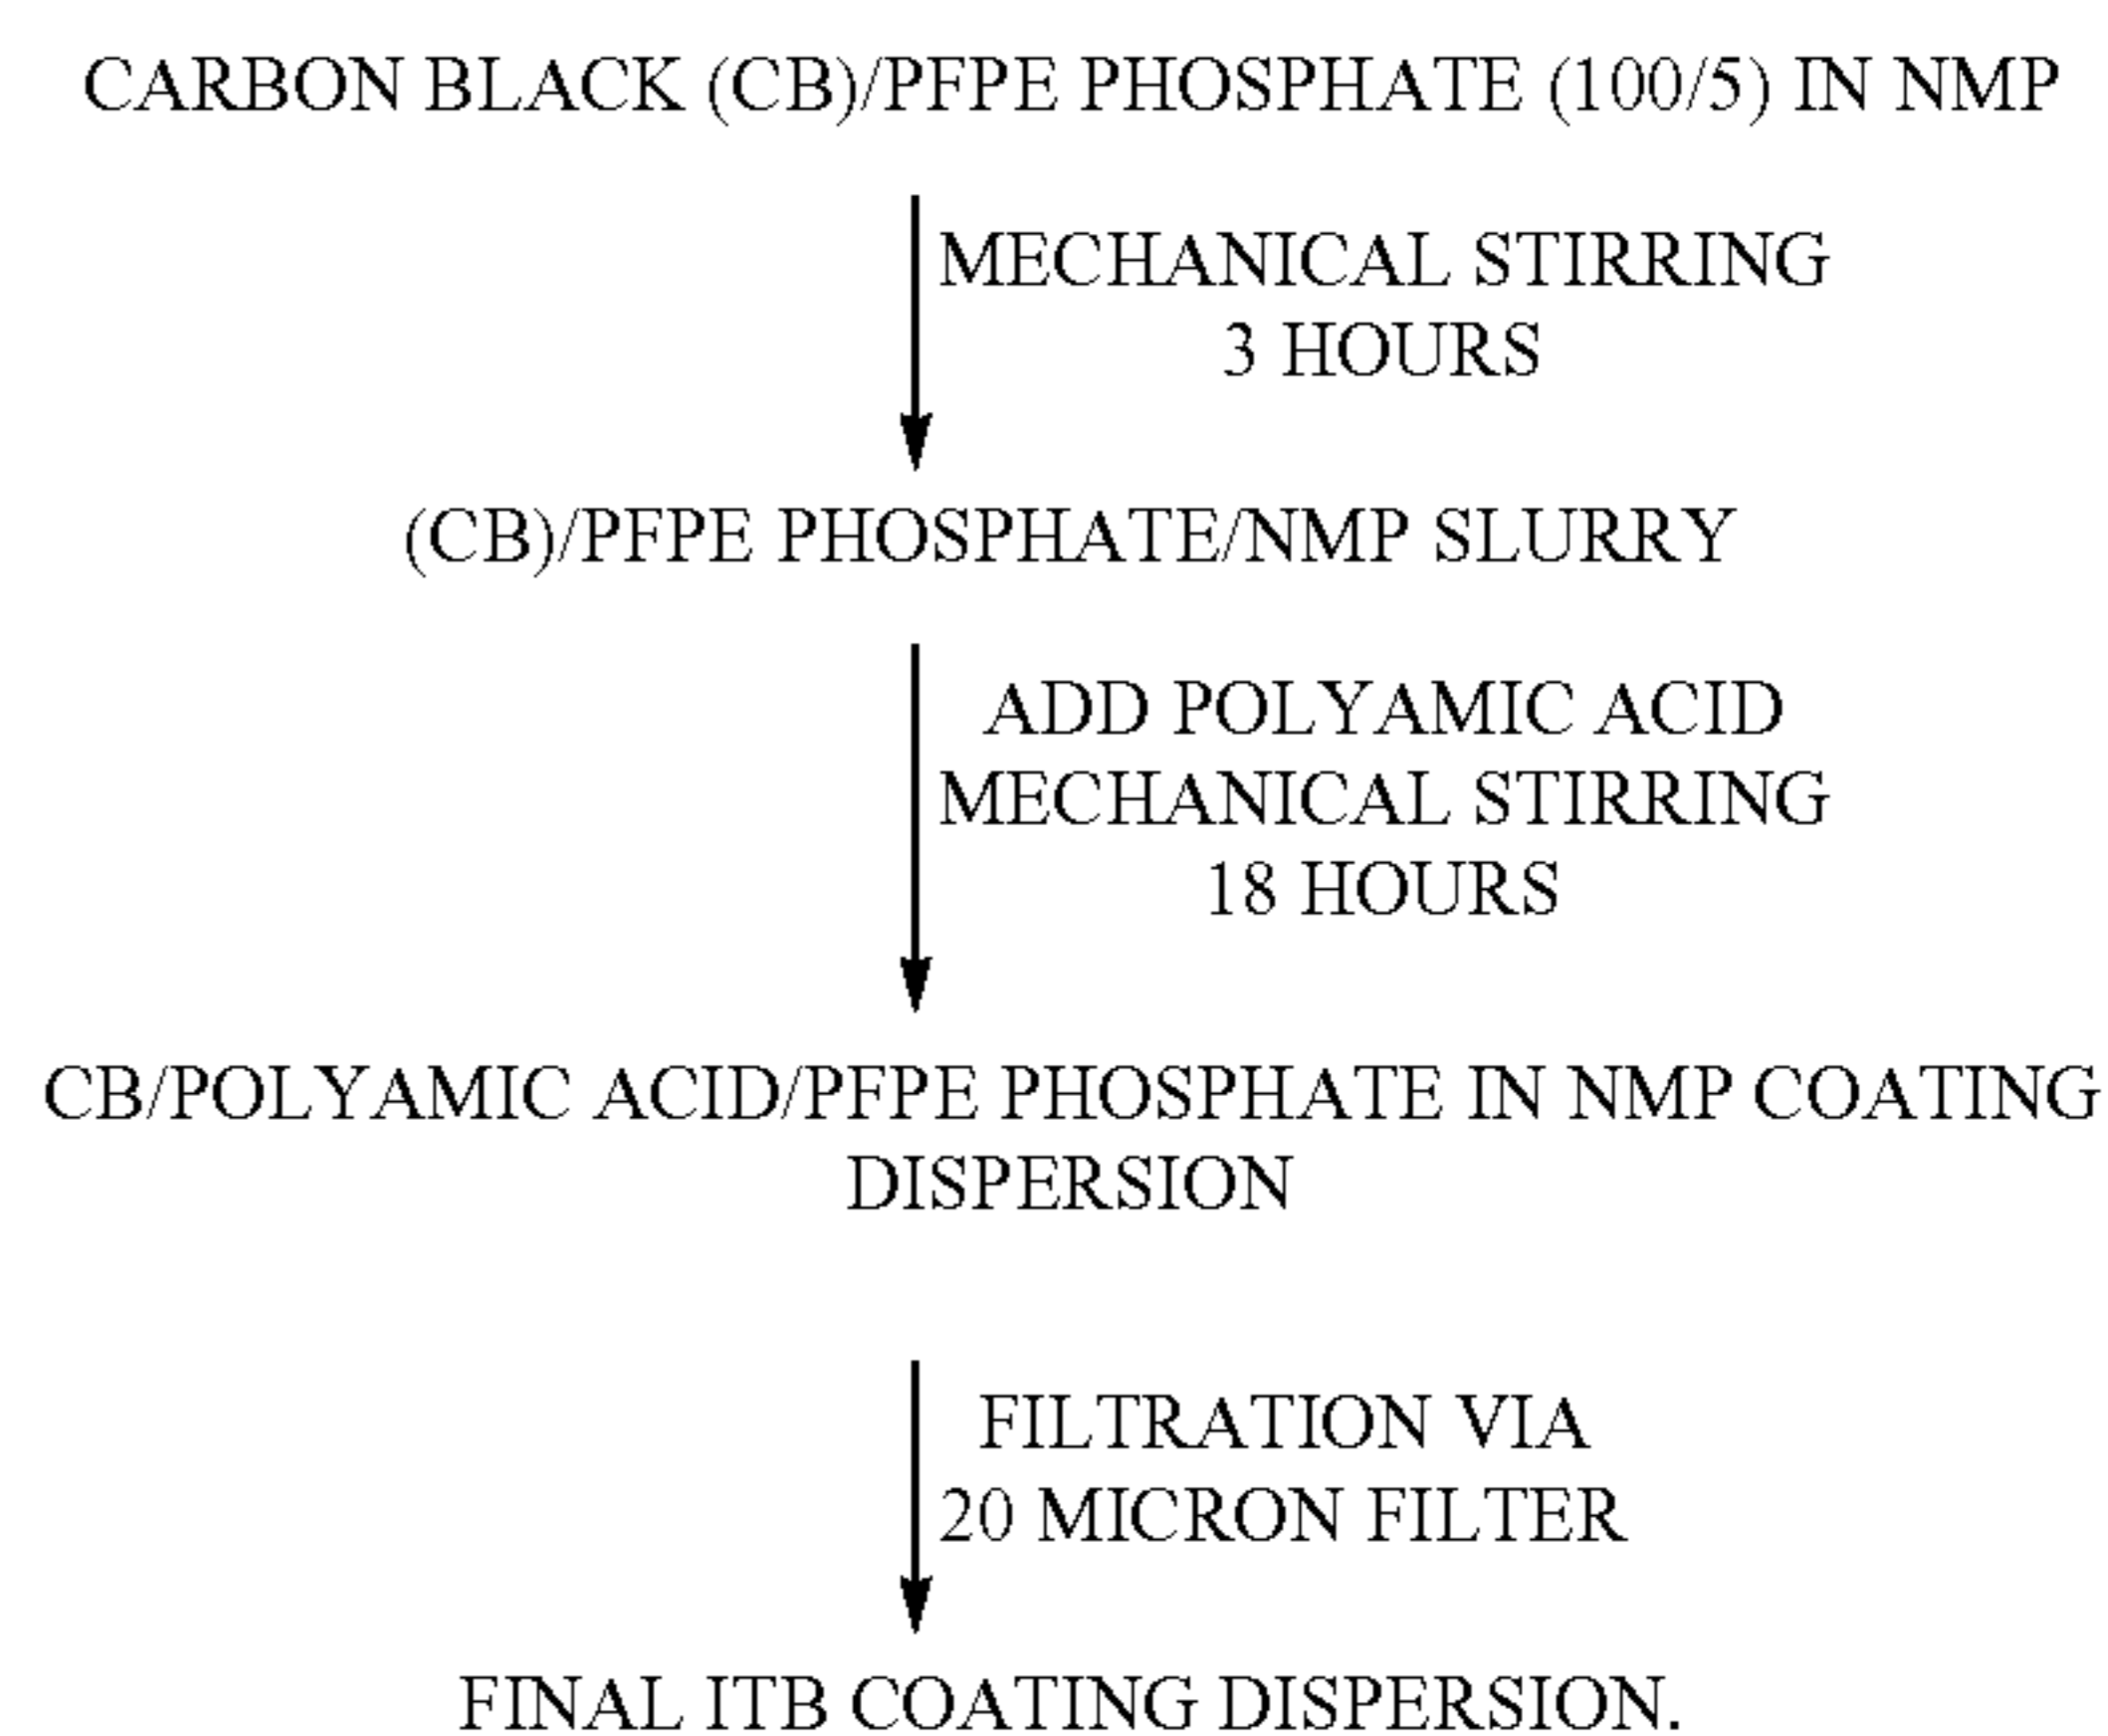 CARBON BLACK (CB)/PFPE PHOSPHATE (100/5) IN NMP
MECHANICAL STIRRING
3 HOURS
(CB)/PFPE PHOSPHATE/NMP SLURRY
ADD POLYAMIC ACID
MECHANICAL STIRRING
18 HOURS
CB/POLYAMIC ACID/PFPE PHOSPHATE IN NMP COATING
DISPERSION
FILTRATION VIA
20 MICRON FILTER
FINAL ITB COATING DISPERSION.